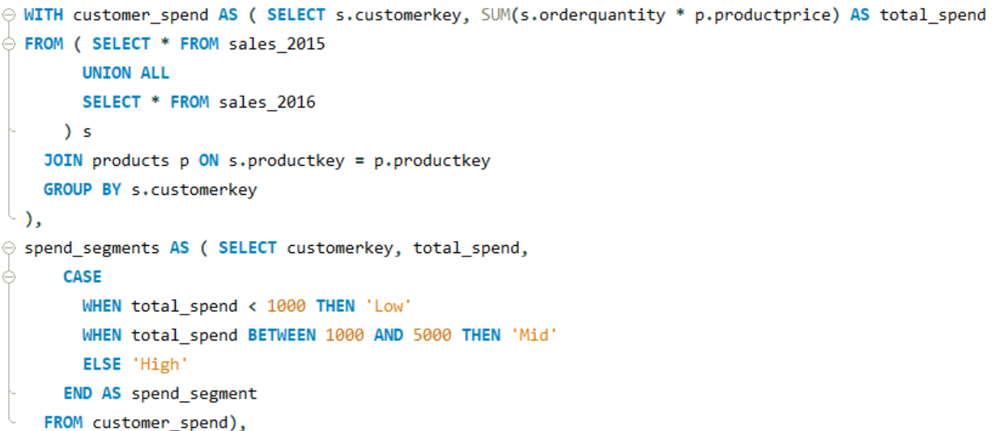 WITH customer_spend AS ( SELECT s.customerkey, SUM(s.orderquantity * p.productprice) AS total_spend
FROM ( SELECT * FROM sales_2015
UNION ALL
SELECT * FROM sales_2016
) s
JOIN products p ON s.productkey = p.productkey
GROUP BY s.customerkey
),
spend_segments AS ( SELECT customerkey, total_spend,
CASE
WHEN total_spend < 1000 THEN 'Low'
WHEN total_spend BETWEEN 1000 AND 5000 THEN 'Mid'
ELSE 'High'
END AS spend_segment
FROM customer_spend),